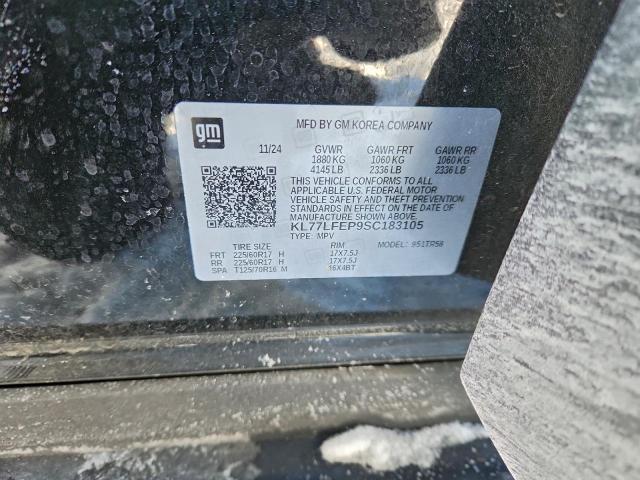 gm
MFD BY GM KOREA COMPANY
11/24 GVWR GAWR FRT GAWR RR
1880 KG 1060 KG 1060 KG
4145 LB 2336 LB 2336 LB
THIS VEHICLE CONFORMS TO ALL
APPLICABLE U.S. FEDERAL MOTOR
VEHICLE SAFETY AND THEFT PREVENTION
STANDARDS IN EFFECT ON THE DATE OF
MANUFACTURE SHOWN ABOVE.
KL77LFEP9SC183105
TYPE: MPV MODEL: 951TR58
TIRE SIZE RIM
FRT 225/60R17 H 17X7.5J
RR 225/60R17 H 17X7.5J
SPA T125/70R16 M 16X4BT